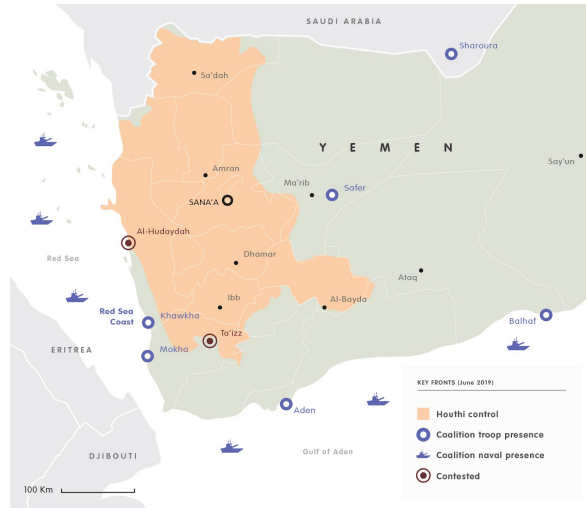 SAUDI ARABIA
Sharoura
Sa'dah
Y E M E N
Say'un
Amran
Ma'rib
Safer
SANA'A
Al-Hudaydah
Red Sea
Dhamar
Ataq
Ibb
Al-Bayda
Red Sea
Coast
Khawkha
Balhaf
Ta'izz
ERITREA
Mokha
KEY FRONTS (June 2019)
Aden
Houthi control
Coalition troop presence
Gulf of Aden
Coalition naval presence
DJIBOUTI
Contested
100 Km